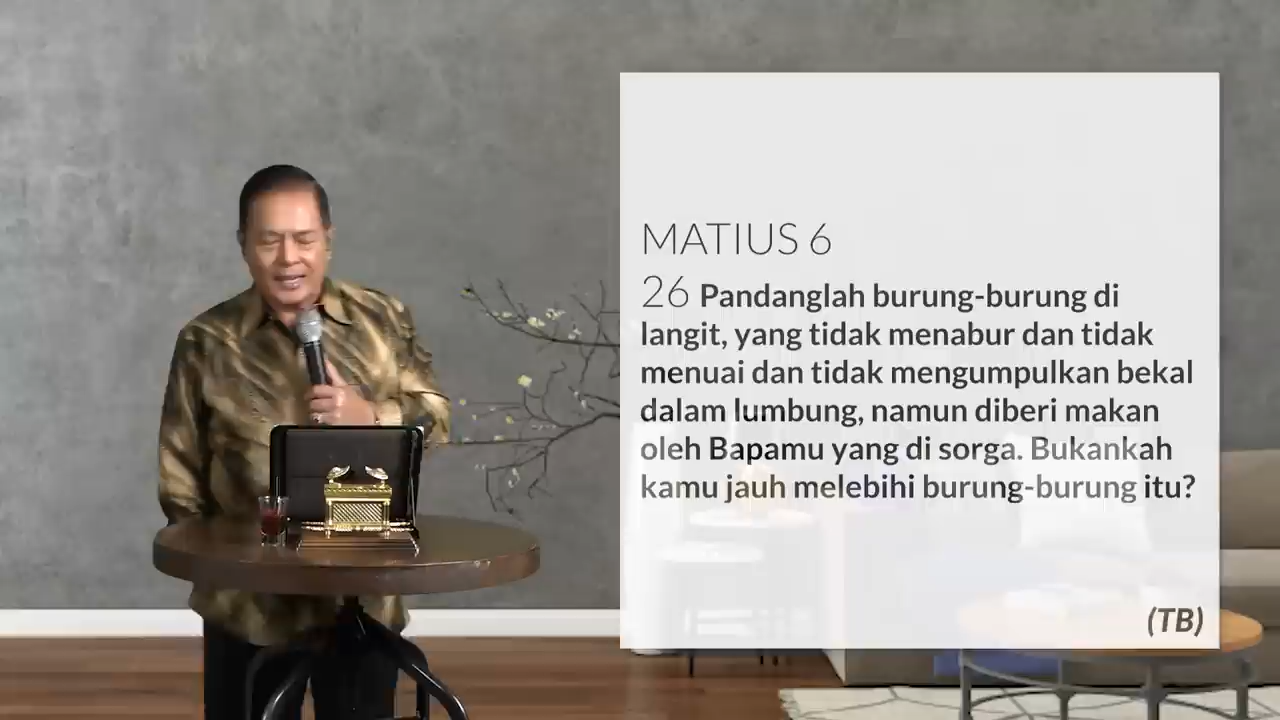 MATIUS 6
26 Pandanglah burung-burung di
langit, yang tidak menabur dan tidak
menuai dan tidak mengumpulkan bekal
dalam lumbung, namun diberi makan
oleh Bapamu yang di sorga. Bukankah
kamu jauh melebihi burung-burung itu?
(TB)